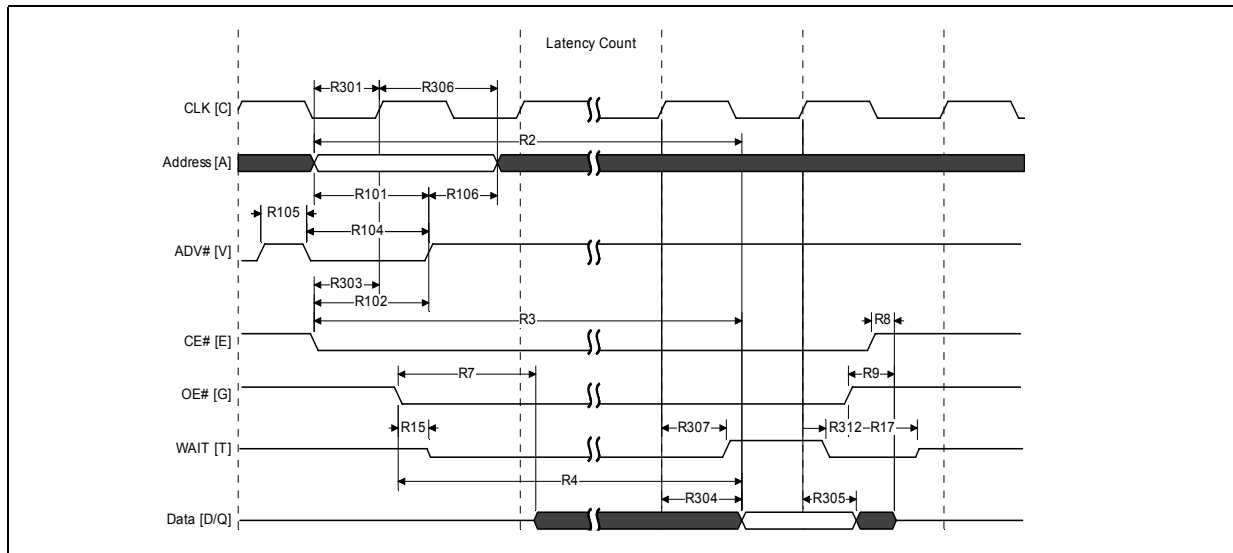 Latency Count
R301 R306
CLK [C]
R2
Address [A]
R101 R106
R105
R104
ADV# [V]
R303
R102
R3 R8
CE# [E]
R7 R9
OE# [G]
R15 R307 R312 R17
WAIT [T]
R4
R304 R305
Data [D/Q]